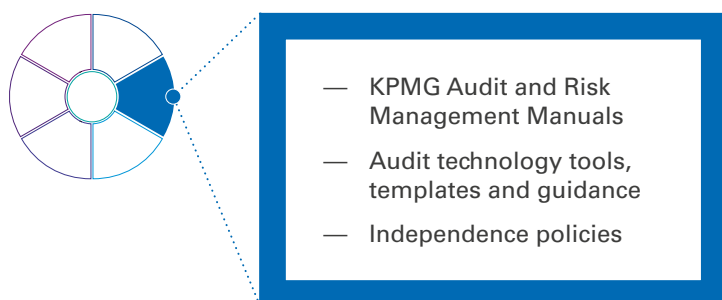 — KPMG Audit and Risk
Management Manuals
— Audit technology tools,
templates and guidance
— Independence policies